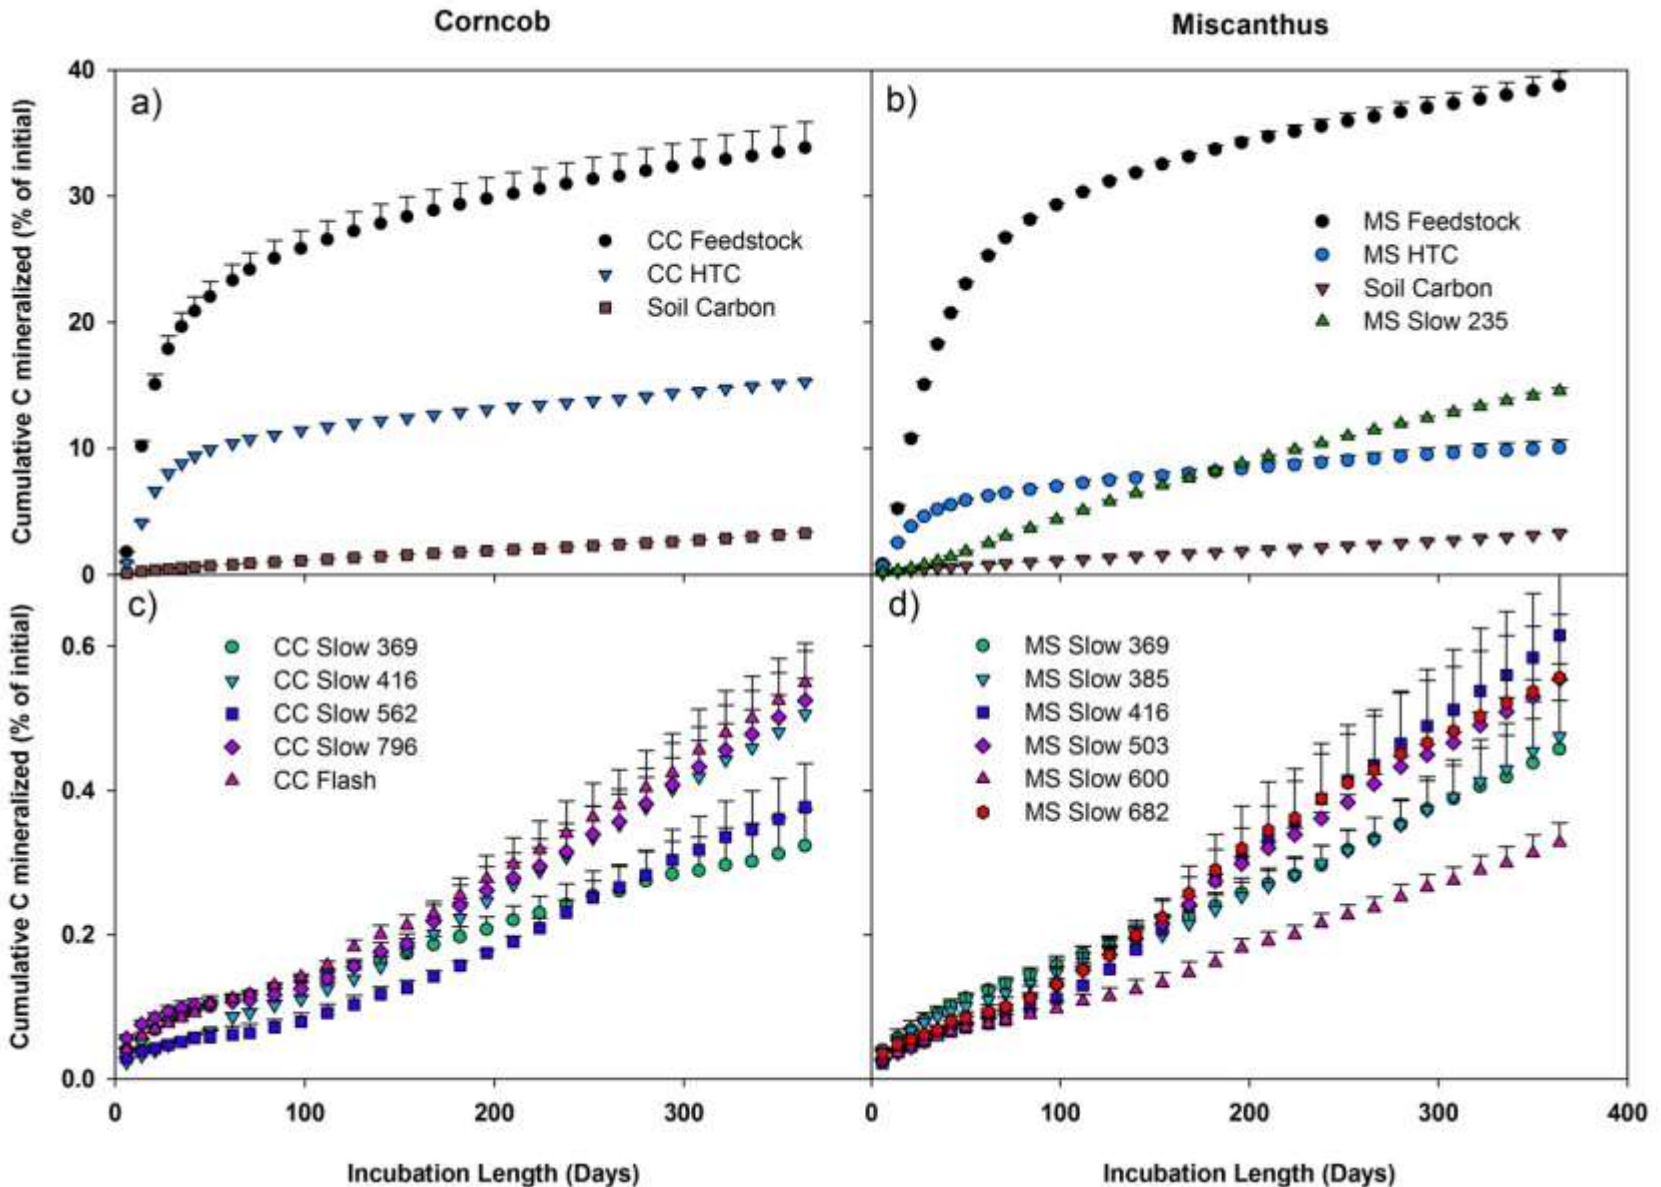 Corncob
Miscanthus
Cumulative C mineralized (% of initial)
40
30
20
10
0
a)
CC Feedstock
CC HTC
Soil Carbon
b)
MS Feedstock
MS HTC
Soil Carbon
MS Slow 235
Cumulative C mineralized (% of initial)
0.6
0.4
0.2
0.0
c)
CC Slow 369
CC Slow 416
CC Slow 562
CC Slow 796
CC Flash
d)
MS Slow 369
MS Slow 385
MS Slow 416
MS Slow 503
MS Slow 600
MS Slow 682
0 100 200 300
0 100 200 300 400
Incubation Length (Days)
Incubation Length (Days)